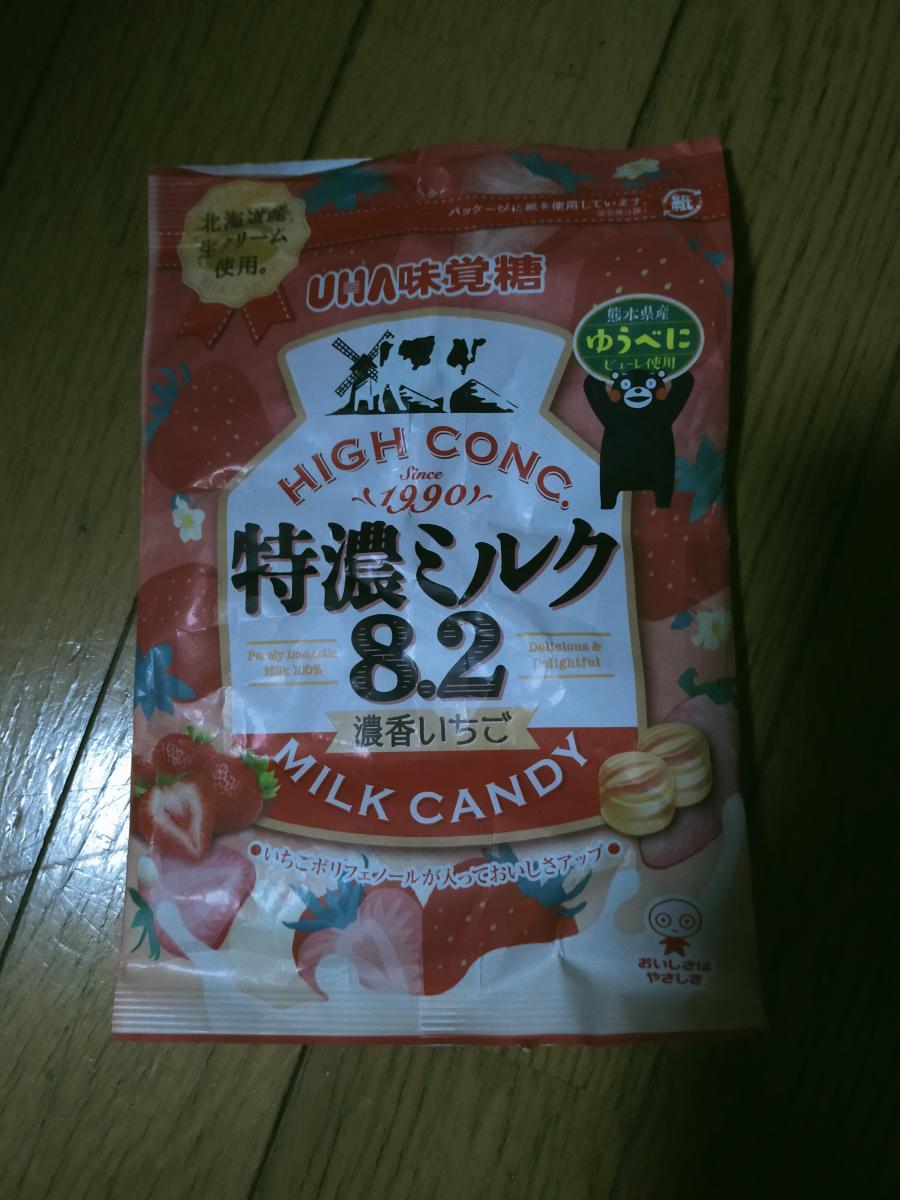 パッケージに紙を使用しています。
紙
北海道産
生クリーム
使用。
UHA味覚糖
熊本県産
ゆうべに
ピューレ使用
HIGH CONC.
Since
1990
特濃ミルク
8.2
Purely Domestic
Milk 100%
Delicious &
Delightful
濃香いちご
MILK CANDY
いちごポリフェノールが入っておいしさアップ
おいしさは
やさしさ